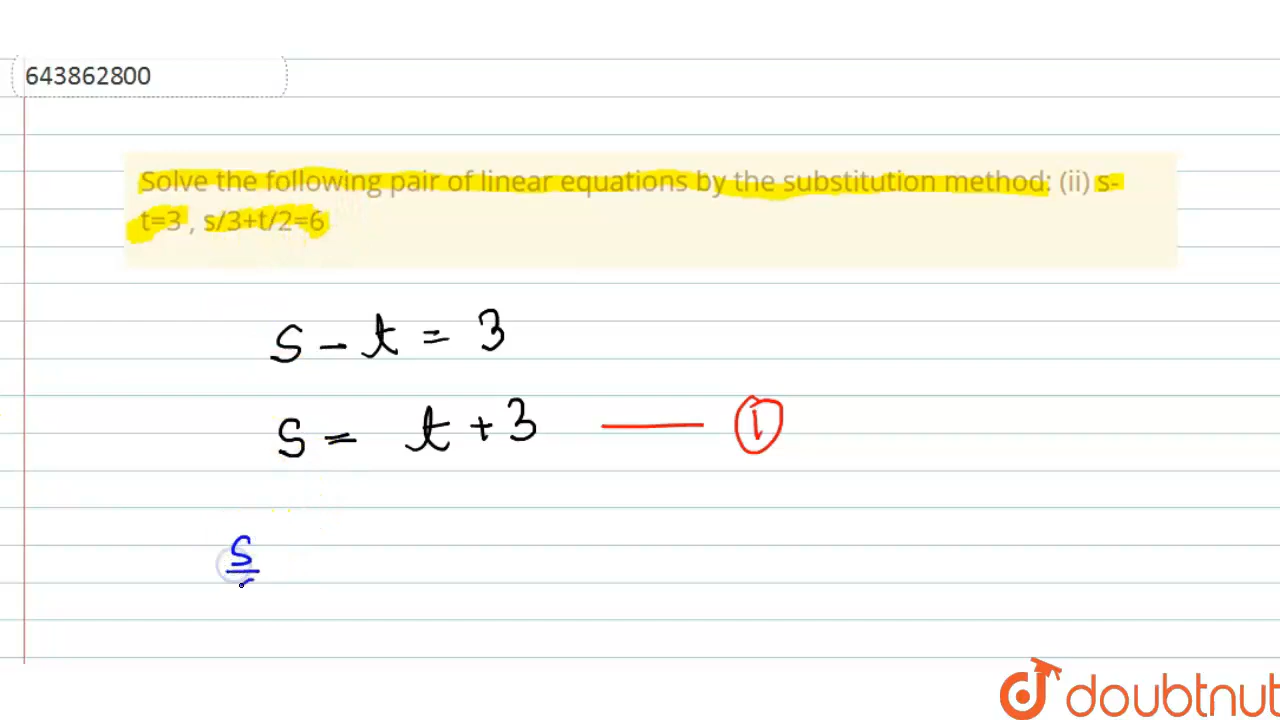 643862800
Solve the following pair of linear equations by the substitution method: (ii) s-
t=3 , s/3+t/2=6
s - t = 3
s = t + 3 —— ①
s
doubtnut